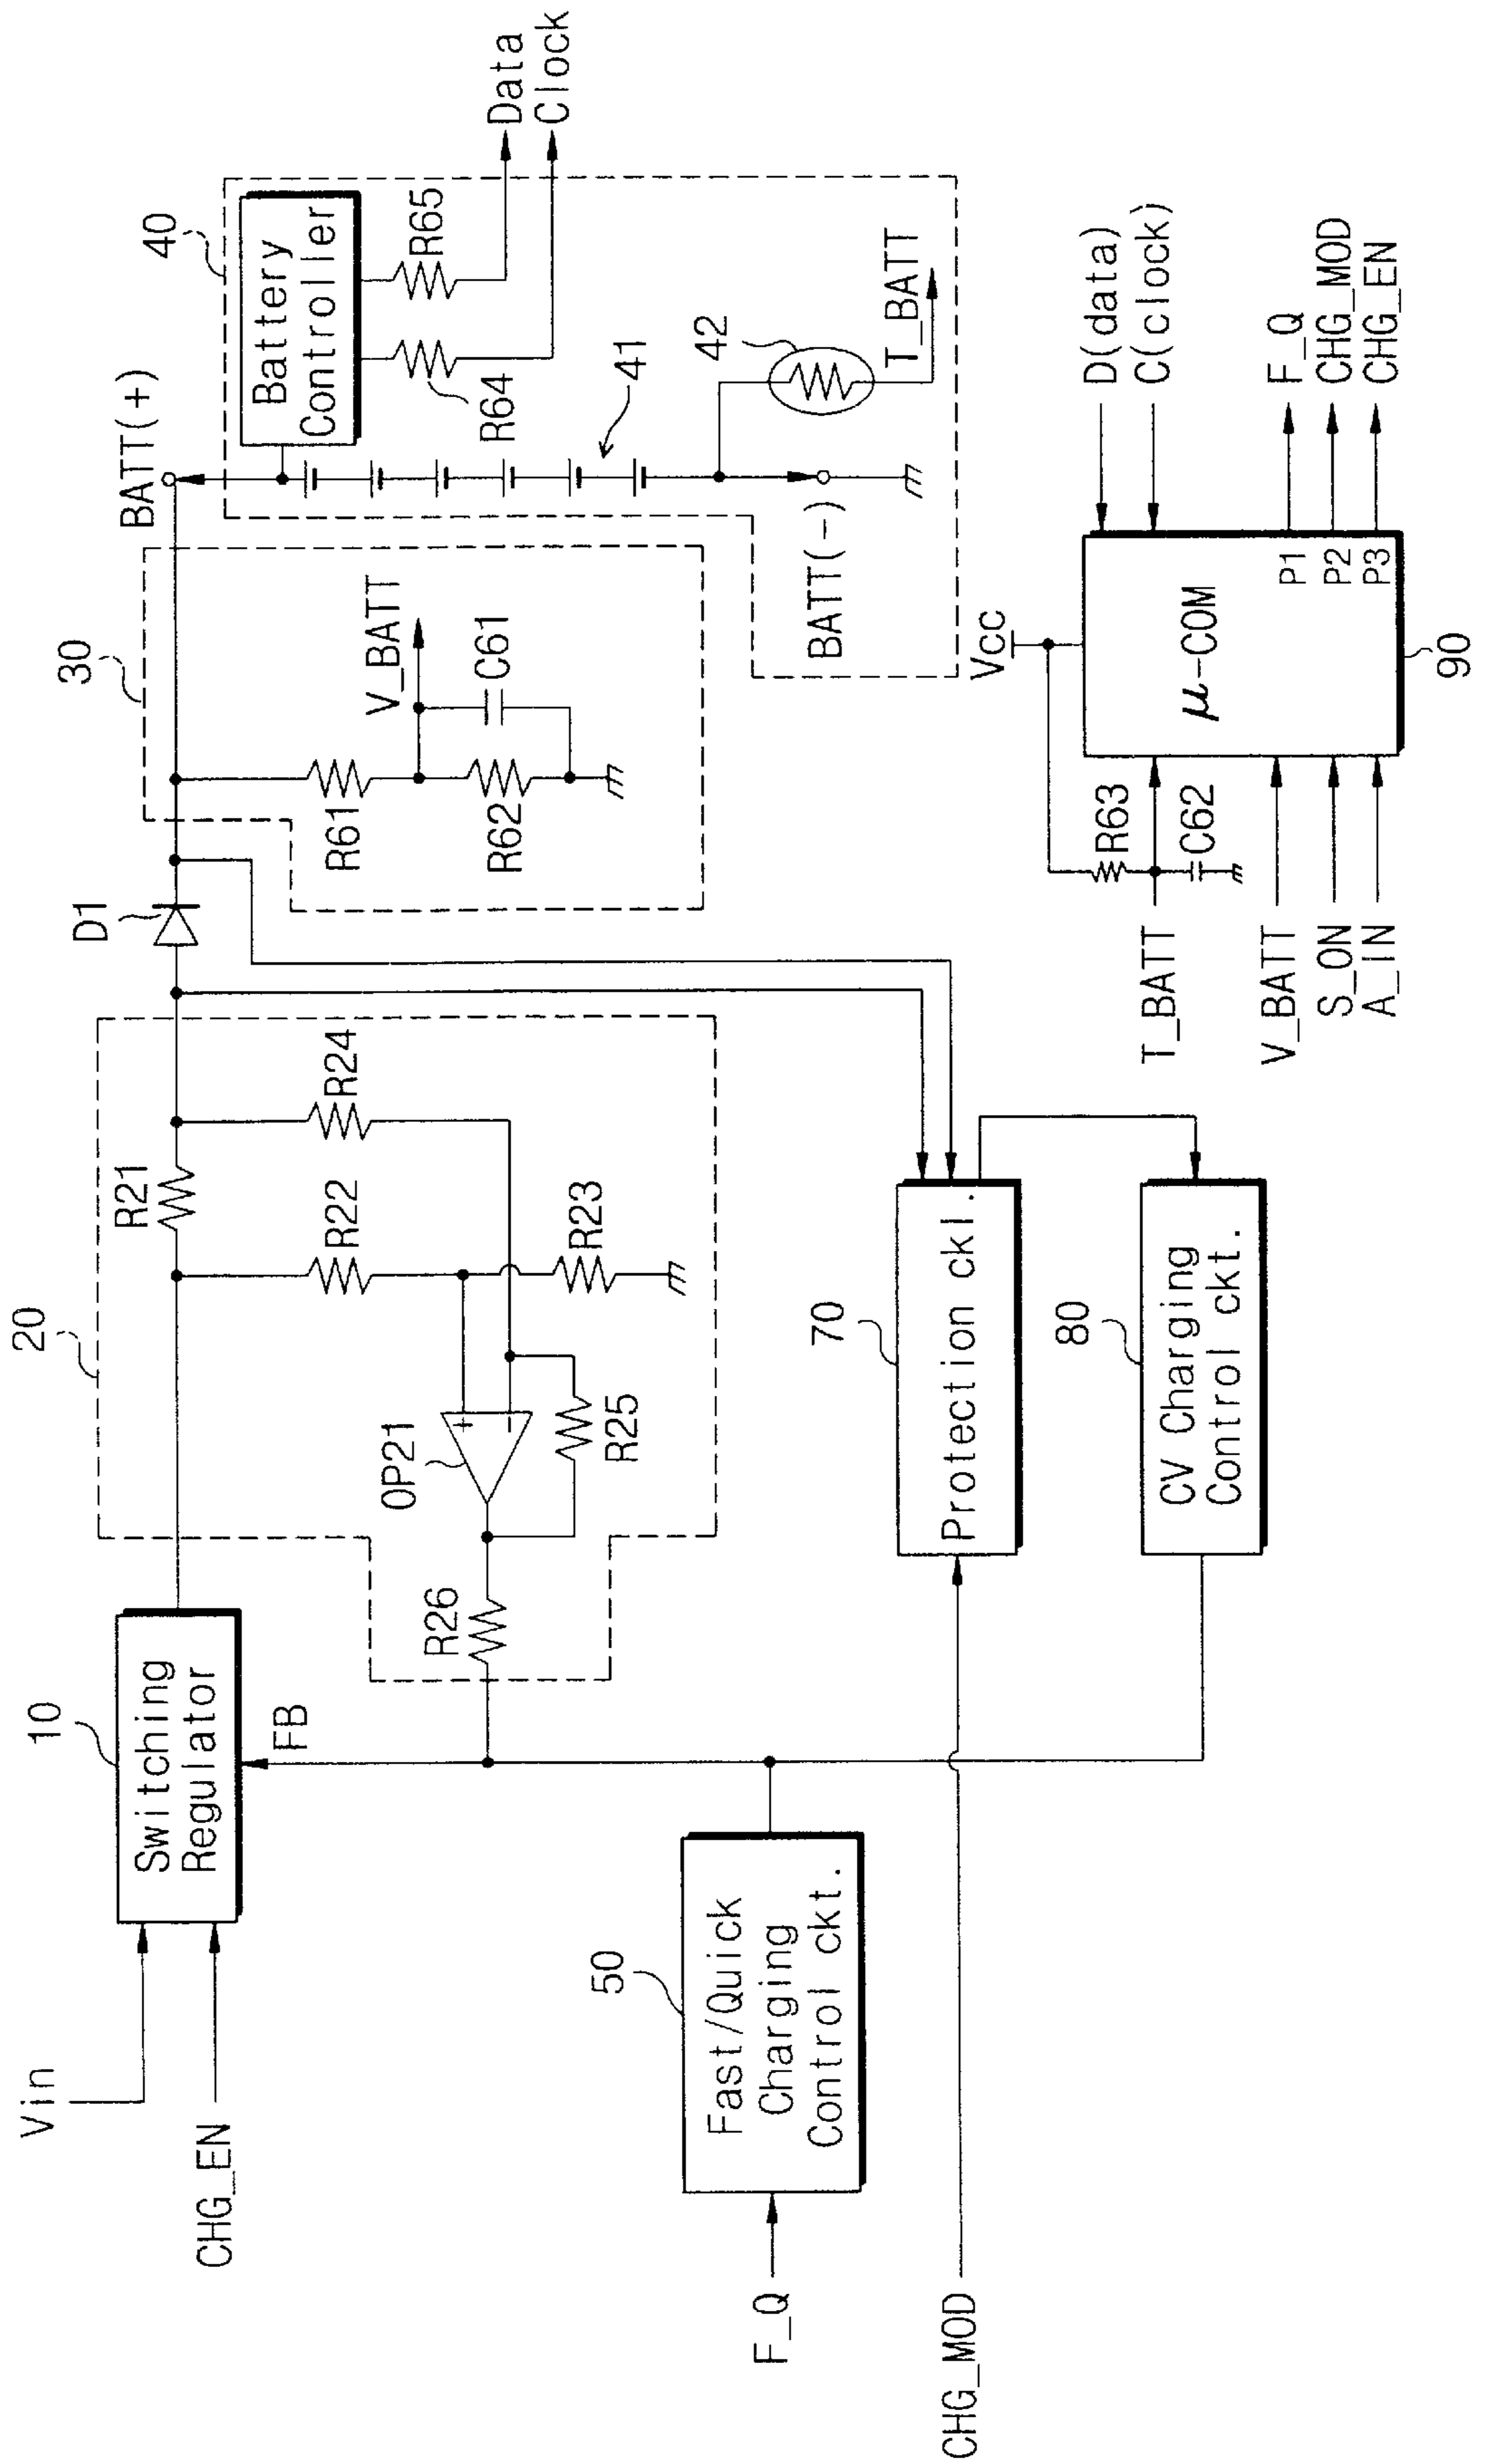 Vin
CHG_EN
10
Switching
Regulator
FB
20
R21
R22
R24
R23
OP21
+
−
R25
R26
D1
30
R61
V_BATT
R62
C61
BATT(+)
40
Battery
Controller
R64
R65
Data
Clock
41
42
T_BATT
BATT(-)
F_Q
50
Fast/Quick
Charging
Control ckt.
CHG_MOD
70
Protection ckl.
80
CV Charging
Control ckt.
Vcc
R63
C62
T_BATT
V_BATT
S_ON
A_IN
μ-COM
P1
P2
P3
90
D(data)
C(clock)
F_Q
CHG_MOD
CHG_EN